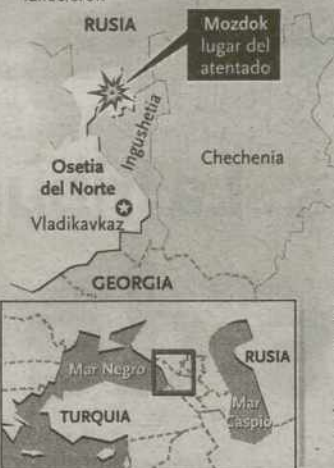 RUSIA
Mozdok
lugar del
atentado
Ingushetia
Chechenia
Osetia
del Norte
Vladikavkaz
GEORGIA
RUSIA
Mar Negro
Mar
Caspio
TURQUIA